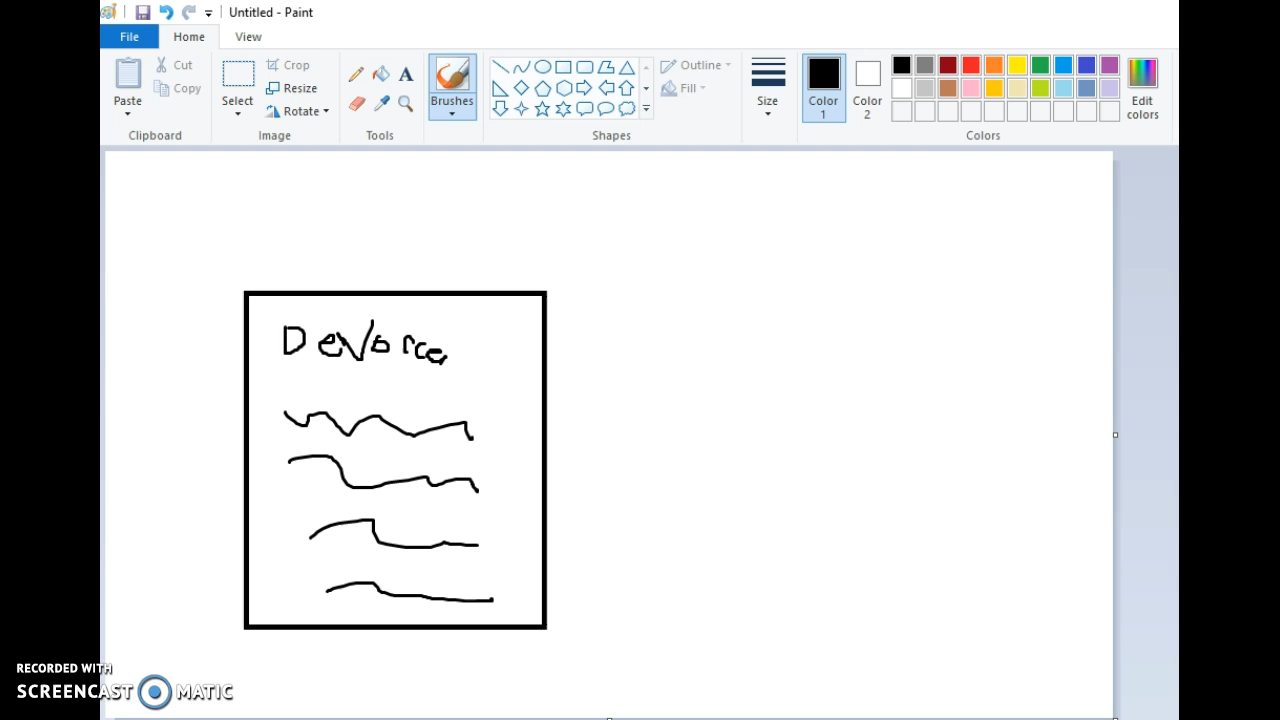 Untitled - Paint
File Home View
Paste Cut Copy Select Crop Resize Rotate Brushes Outline Fill Size Color 1 Color 2 Edit colors
Clipboard Image Tools Shapes Colors
Devorce
RECORDED WITH
SCREENCAST MATIC